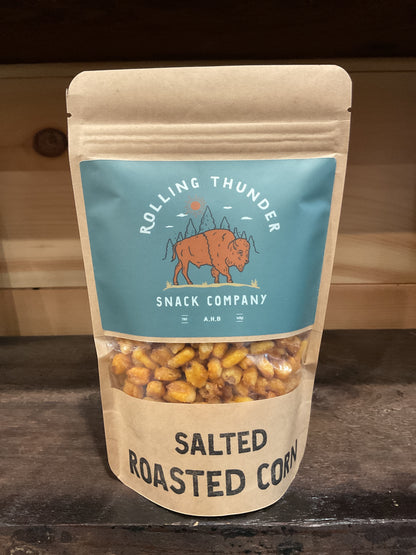 ROLLING THUNDER
SNACK COMPANY
A.H.B
SALTED
ROASTED CORN